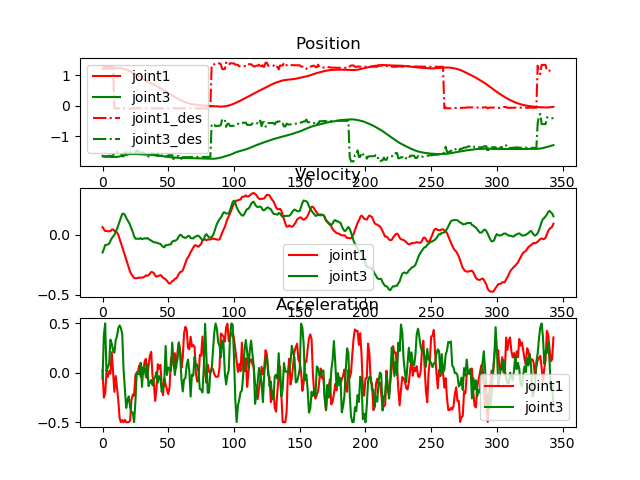 Position
1
0
−1
joint1
joint3
joint1_des
joint3_des
0 50 100 150 200 250 300 350
Velocity
0.0
−0.5
joint1
joint3
0 50 100 150 200 250 300 350
Acceleration
0.5
0.0
−0.5
joint1
joint3
0 50 100 150 200 250 300 350